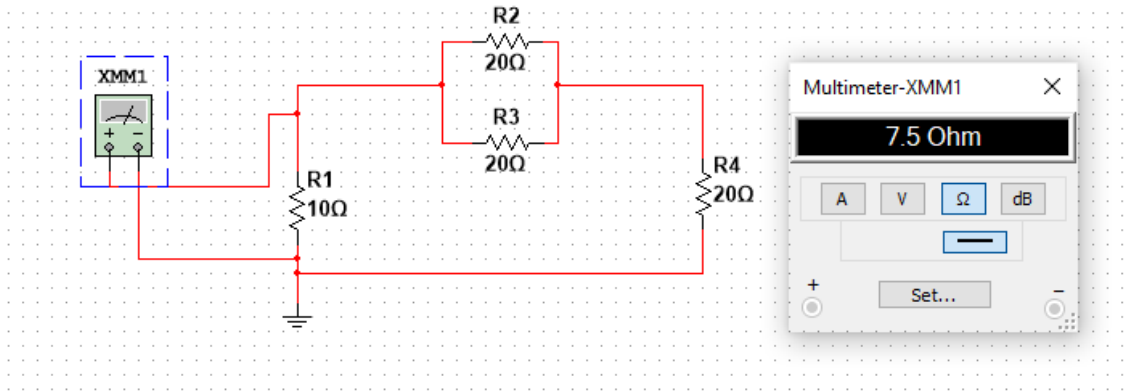 XMM1
+ −
R2
20Ω
R3
20Ω
R1
10Ω
R4
20Ω
Multimeter-XMM1 ×
7.5 Ohm
A V Ω dB
+ −
Set...